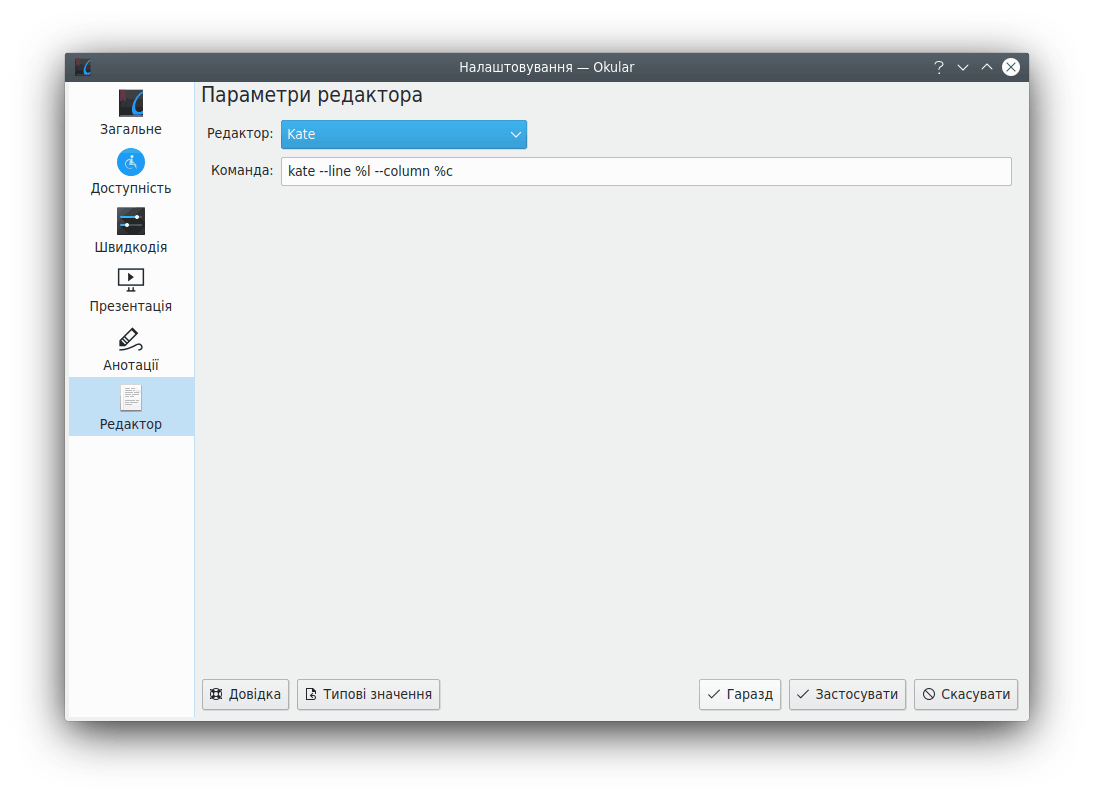 Налаштовування — Okular
Загальне
Доступність
Швидкодія
Презентація
Анотації
Редактор
Параметри редактора
Редактор: Kate
Команда: kate --line %l --column %c
Довідка
Типові значення
Гаразд
Застосувати
Скасувати